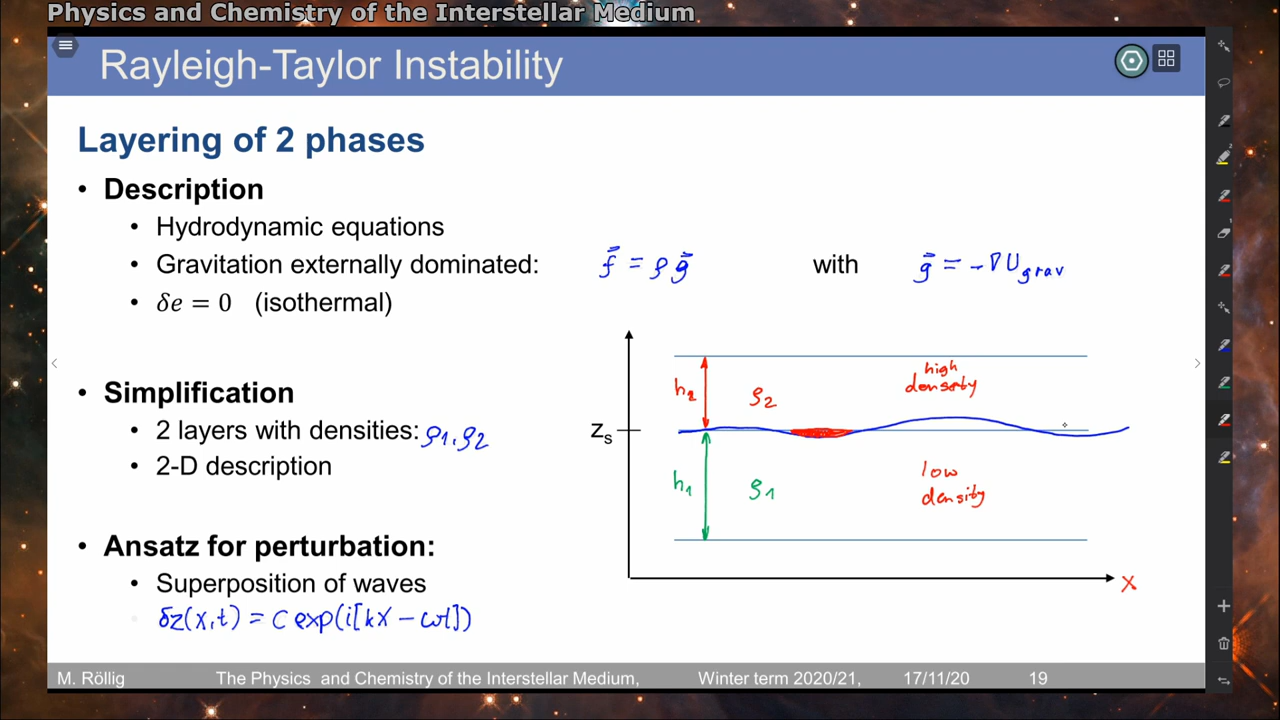 Physics and Chemistry of the Interstellar Medium
Rayleigh-Taylor Instability
Layering of 2 phases
• Description
• Hydrodynamic equations
• Gravitation externally dominated: f⃗ = ρ g⃗ with g⃗ = -∇U_grav
• δe = 0 (isothermal)
• Simplification
• 2 layers with densities: ρ1, ρ2
• 2-D description
• Ansatz for perturbation:
• Superposition of waves
• δz(x,t) = C exp(i[kx - ωt])
high
density
h2 ρ2
zs
low
density
h1 ρ1
x
M. Röllig The Physics and Chemistry of the Interstellar Medium, Winter term 2020/21, 17/11/20 19